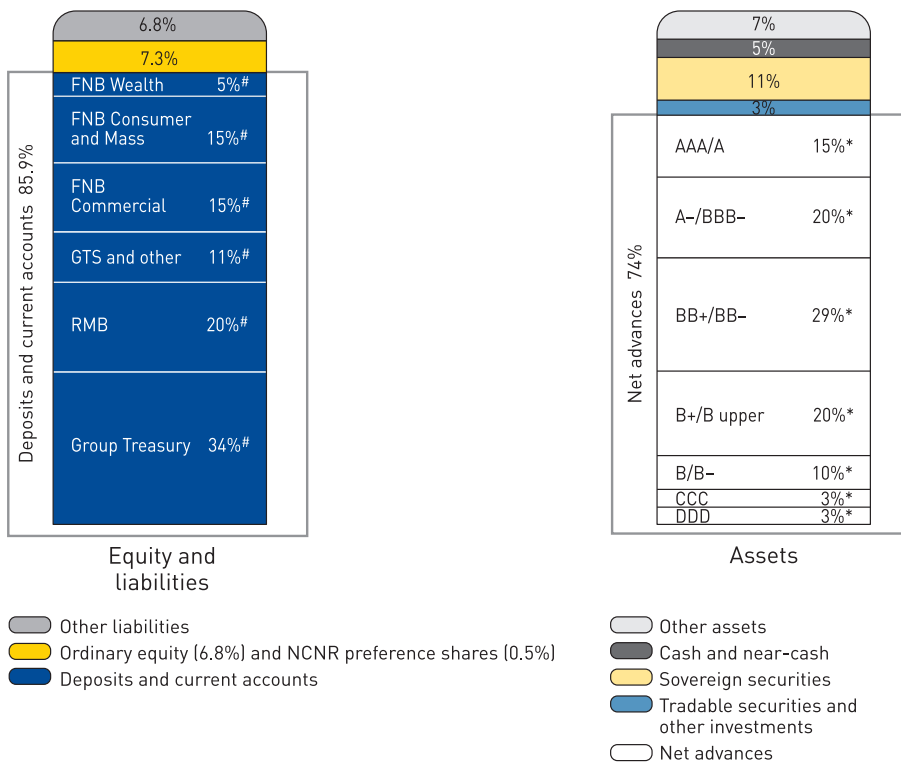 6.8%
7.3%
FNB Wealth 5%#
FNB Consumer
and Mass 15%#
FNB
Commercial 15%#
GTS and other 11%#
RMB 20%#
Group Treasury 34%#
Deposits and current accounts 85.9%
Equity and
liabilities
Other liabilities
Ordinary equity (6.8%) and NCNR preference shares (0.5%)
Deposits and current accounts
7%
5%
11%
3%
AAA/A 15%*
A–/BBB– 20%*
BB+/BB– 29%*
B+/B upper 20%*
B/B– 10%*
CCC 3%*
DDD 3%*
Net advances 74%
Assets
Other assets
Cash and near-cash
Sovereign securities
Tradable securities and
other investments
Net advances